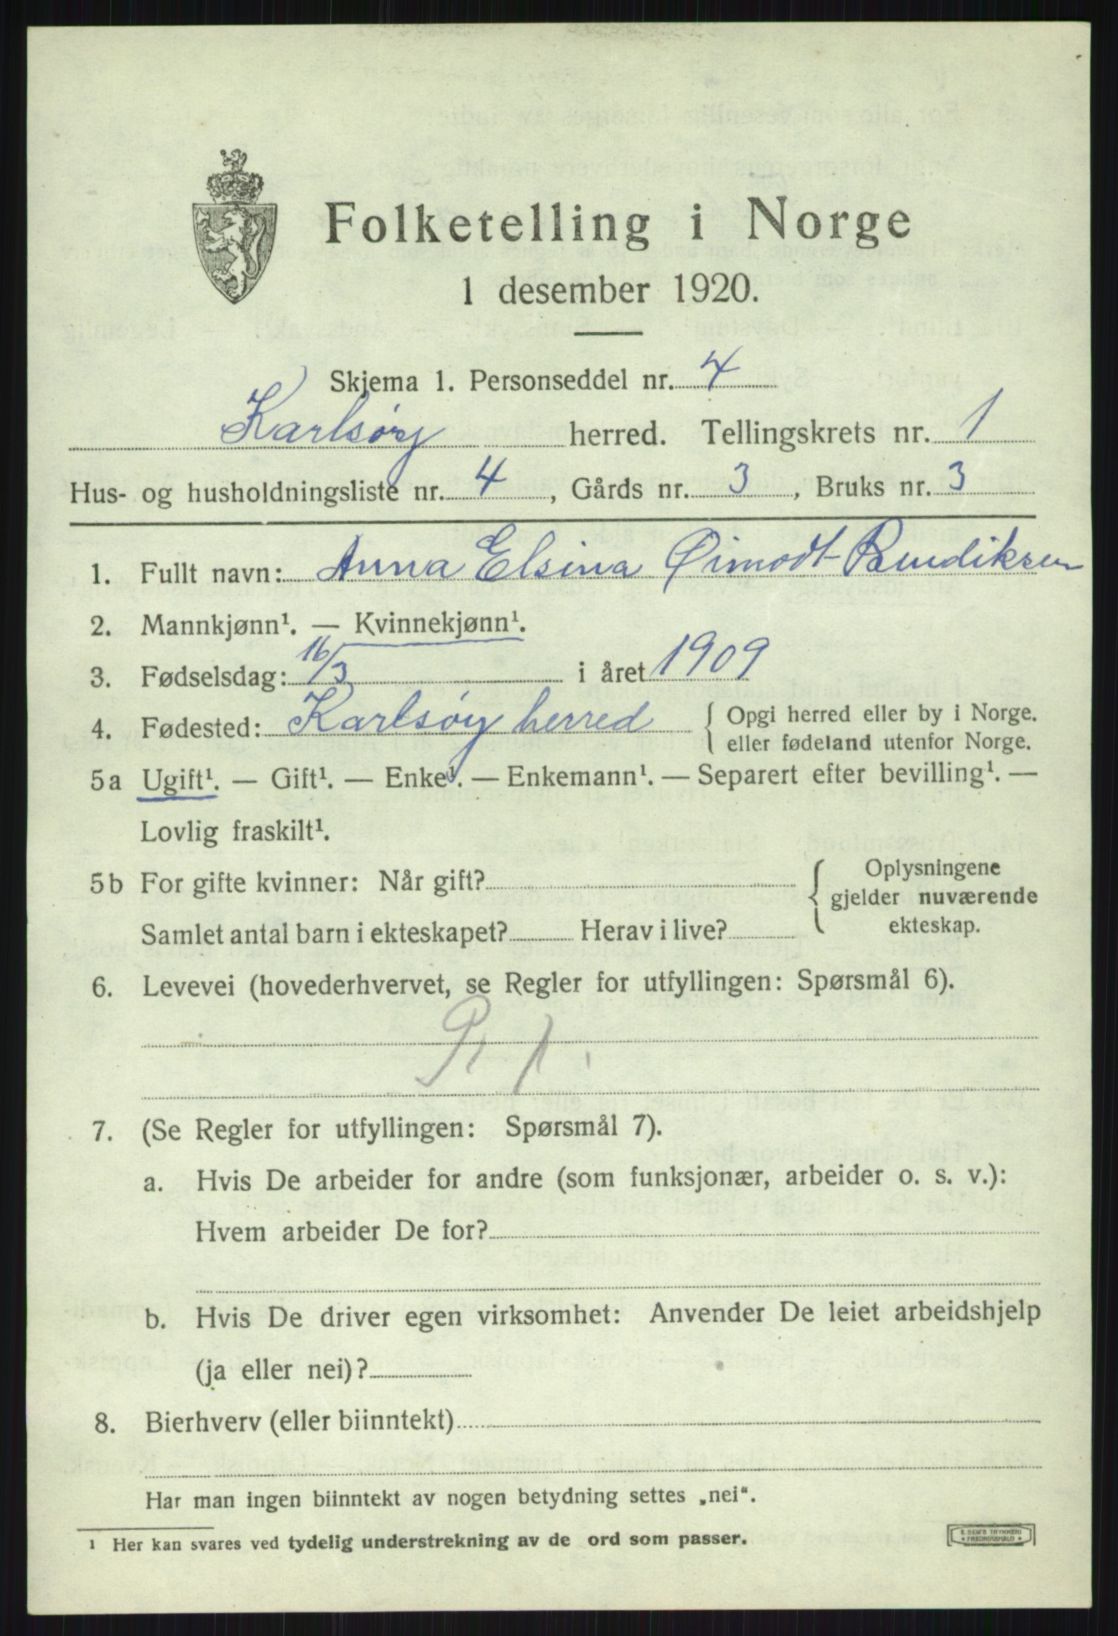 Folketelling i Norge
1 desember 1920.
Skjema 1. Personseddel nr. 4
Karlsøy herred. Tellingskrets nr. 1
Hus- og husholdningsliste nr. 4, Gårds nr. 3, Bruks nr. 3
1. Fullt navn: Anna Elsina Øimodt Bendiksen
2. Mannkjønn¹. — Kvinnekjønn¹.
3. Fødselsdag: 16/3 i året 1909
4. Fødested: Karlsøy herred { Opgi herred eller by i Norge.
eller fødeland utenfor Norge.
5a Ugift¹. — Gift¹. — Enke¹. — Enkemann¹. — Separert efter bevilling¹. —
Lovlig fraskilt¹.
5b For gifte kvinner: Når gift? { Oplysningene
gjelder nuværende
ekteskap.
Samlet antal barn i ekteskapet? Herav i live?
6. Levevei (hovederhvervet, se Regler for utfyllingen: Spørsmål 6).
7. (Se Regler for utfyllingen: Spørsmål 7).
a. Hvis De arbeider for andre (som funksjonær, arbeider o. s. v.):
Hvem arbeider De for?
b. Hvis De driver egen virksomhet: Anvender De leiet arbeidshjelp
(ja eller nei)?
8. Bierhverv (eller biinntekt)
Har man ingen biinntekt av nogen betydning settes „nei“.
¹ Her kan svares ved tydelig understrekning av de ord som passer.